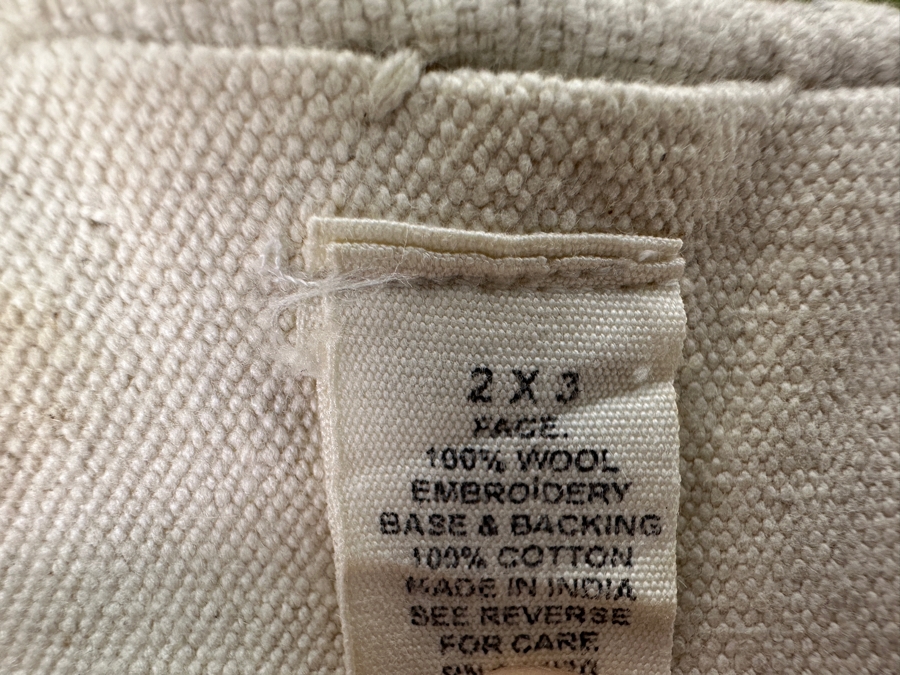 2 X 3
FACE.
100% WOOL
EMBROIDERY
BASE & BACKING
100% COTTON
MADE IN INDIA
SEE REVERSE
FOR CARE